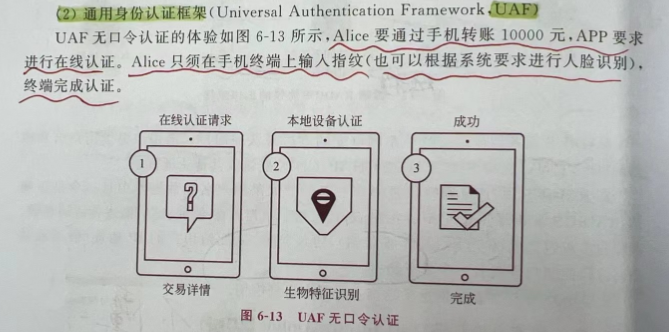 (2) 通用身份认证框架(Universal Authentication Framework,UAF)
UAF 无口令认证的体验如图 6-13 所示,Alice 要通过手机转账 10000 元,APP 要求
进行在线认证。Alice 只须在手机终端上输入指纹(也可以根据系统要求进行人脸识别),
终端完成认证。
在线认证请求 本地设备认证 成功
1 2 3
?
交易详情 生物特征识别 完成
图 6-13 UAF 无口令认证